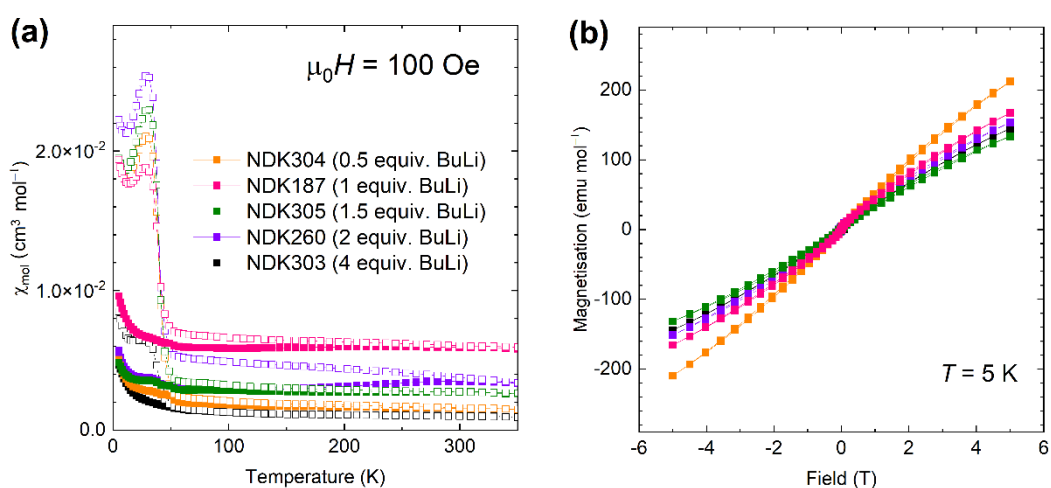 (a)
μ₀H = 100 Oe
2.0×10⁻²
1.0×10⁻²
0.0
χmol (cm³ mol⁻¹)
NDK304 (0.5 equiv. BuLi)
NDK187 (1 equiv. BuLi)
NDK305 (1.5 equiv. BuLi)
NDK260 (2 equiv. BuLi)
NDK303 (4 equiv. BuLi)
0 100 200 300
Temperature (K)
(b)
200
100
0
-100
-200
Magnetisation (emu mol⁻¹)
T = 5 K
-6 -4 -2 0 2 4 6
Field (T)